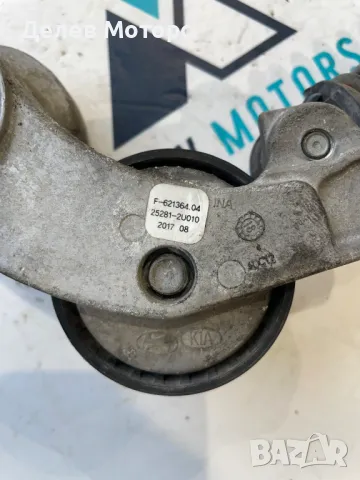 Делев Моторс
MOTORS
F-621364.04
25281-2U010
2017 08
INA
KIA
BAZAR